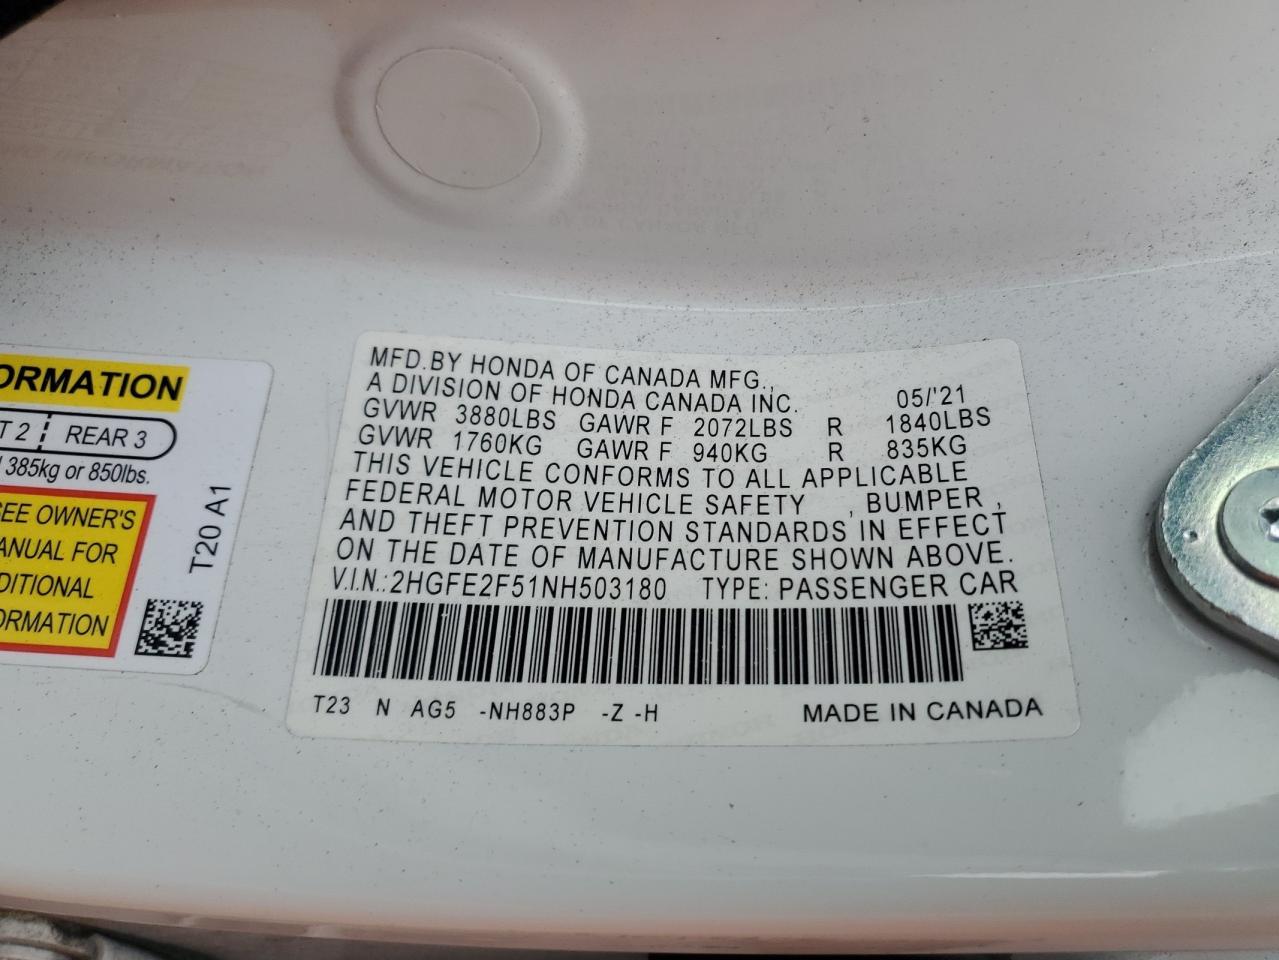 ORMATION
T 2 REAR 3
385kg or 850lbs.
EE OWNER'S
ANUAL FOR
DITIONAL
ORMATION
T20 A1
MFD.BY HONDA OF CANADA MFG.,
A DIVISION OF HONDA CANADA INC. 05/'21
GVWR 3880LBS GAWR F 2072LBS R 1840LBS
GVWR 1760KG GAWR F 940KG R 835KG
THIS VEHICLE CONFORMS TO ALL APPLICABLE
FEDERAL MOTOR VEHICLE SAFETY , BUMPER ,
AND THEFT PREVENTION STANDARDS IN EFFECT
ON THE DATE OF MANUFACTURE SHOWN ABOVE.
V.I.N.:2HGFE2F51NH503180 TYPE: PASSENGER CAR
T23 N AG5 -NH883P -Z -H MADE IN CANADA